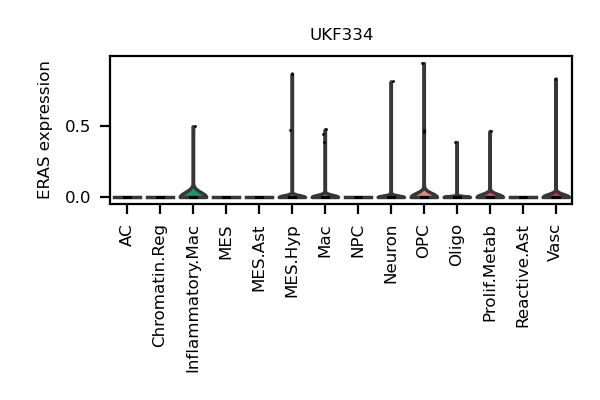 UKF334
ERAS expression
0.5
0.0
AC
Chromatin.Reg
Inflammatory.Mac
MES
MES.Ast
MES.Hyp
Mac
NPC
Neuron
OPC
Oligo
Prolif.Metab
Reactive.Ast
Vasc